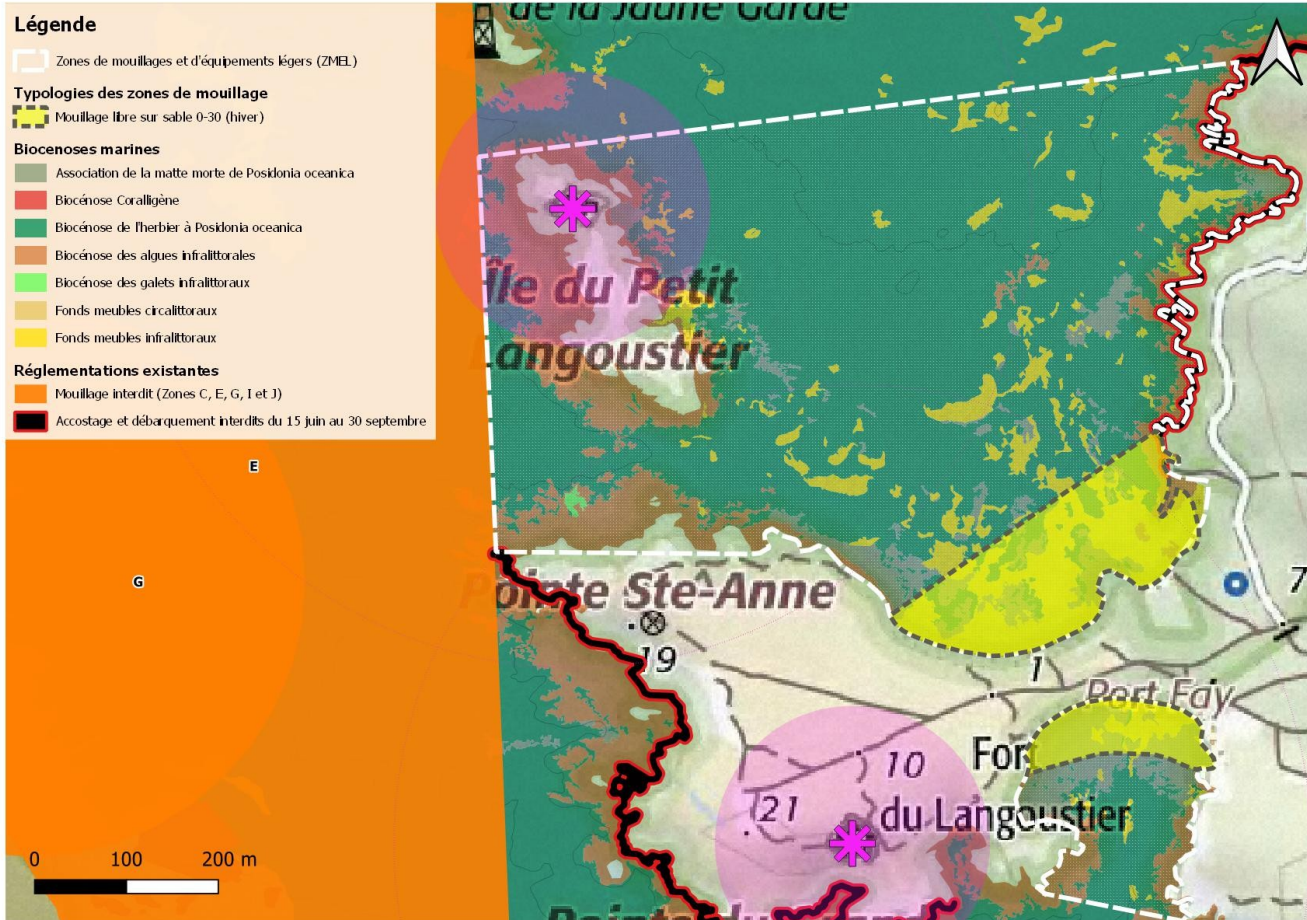 Légende
Zones de mouillages et d'équipements légers (ZMEL)
Typologies des zones de mouillage
Mouillage libre sur sable 0-30 (hiver)
Biocenoses marines
Association de la matte morte de Posidonia oceanica
Biocénose Coralligène
Biocénose de l'herbier à Posidonia oceanica
Biocénose des algues infralittorales
Biocénose des galets infralittoraux
Fonds meubles circalittoraux
Fonds meubles infralittoraux
Réglementations existantes
Mouillage interdit (Zones C, E, G, I et J)
Accostage et débarquement interdits du 15 juin au 30 septembre
de la Jaune Garde
Île du Petit
Langoustier
E
G
Pointe Ste-Anne
7
19
1
Port Fay
10
Fort
21
du Langoustier
0 100 200 m